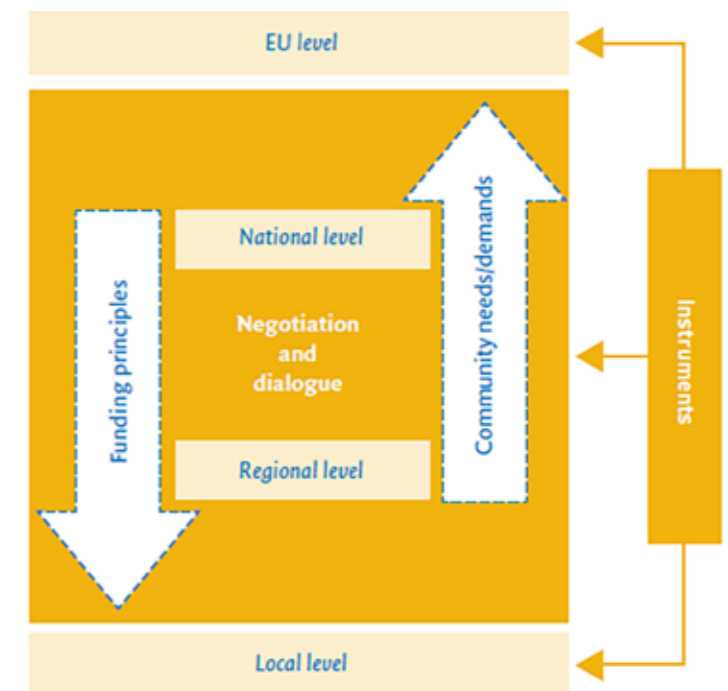 EU level
National level
Funding principles
Negotiation
and
dialogue
Community needs/demands
Instruments
Regional level
Local level